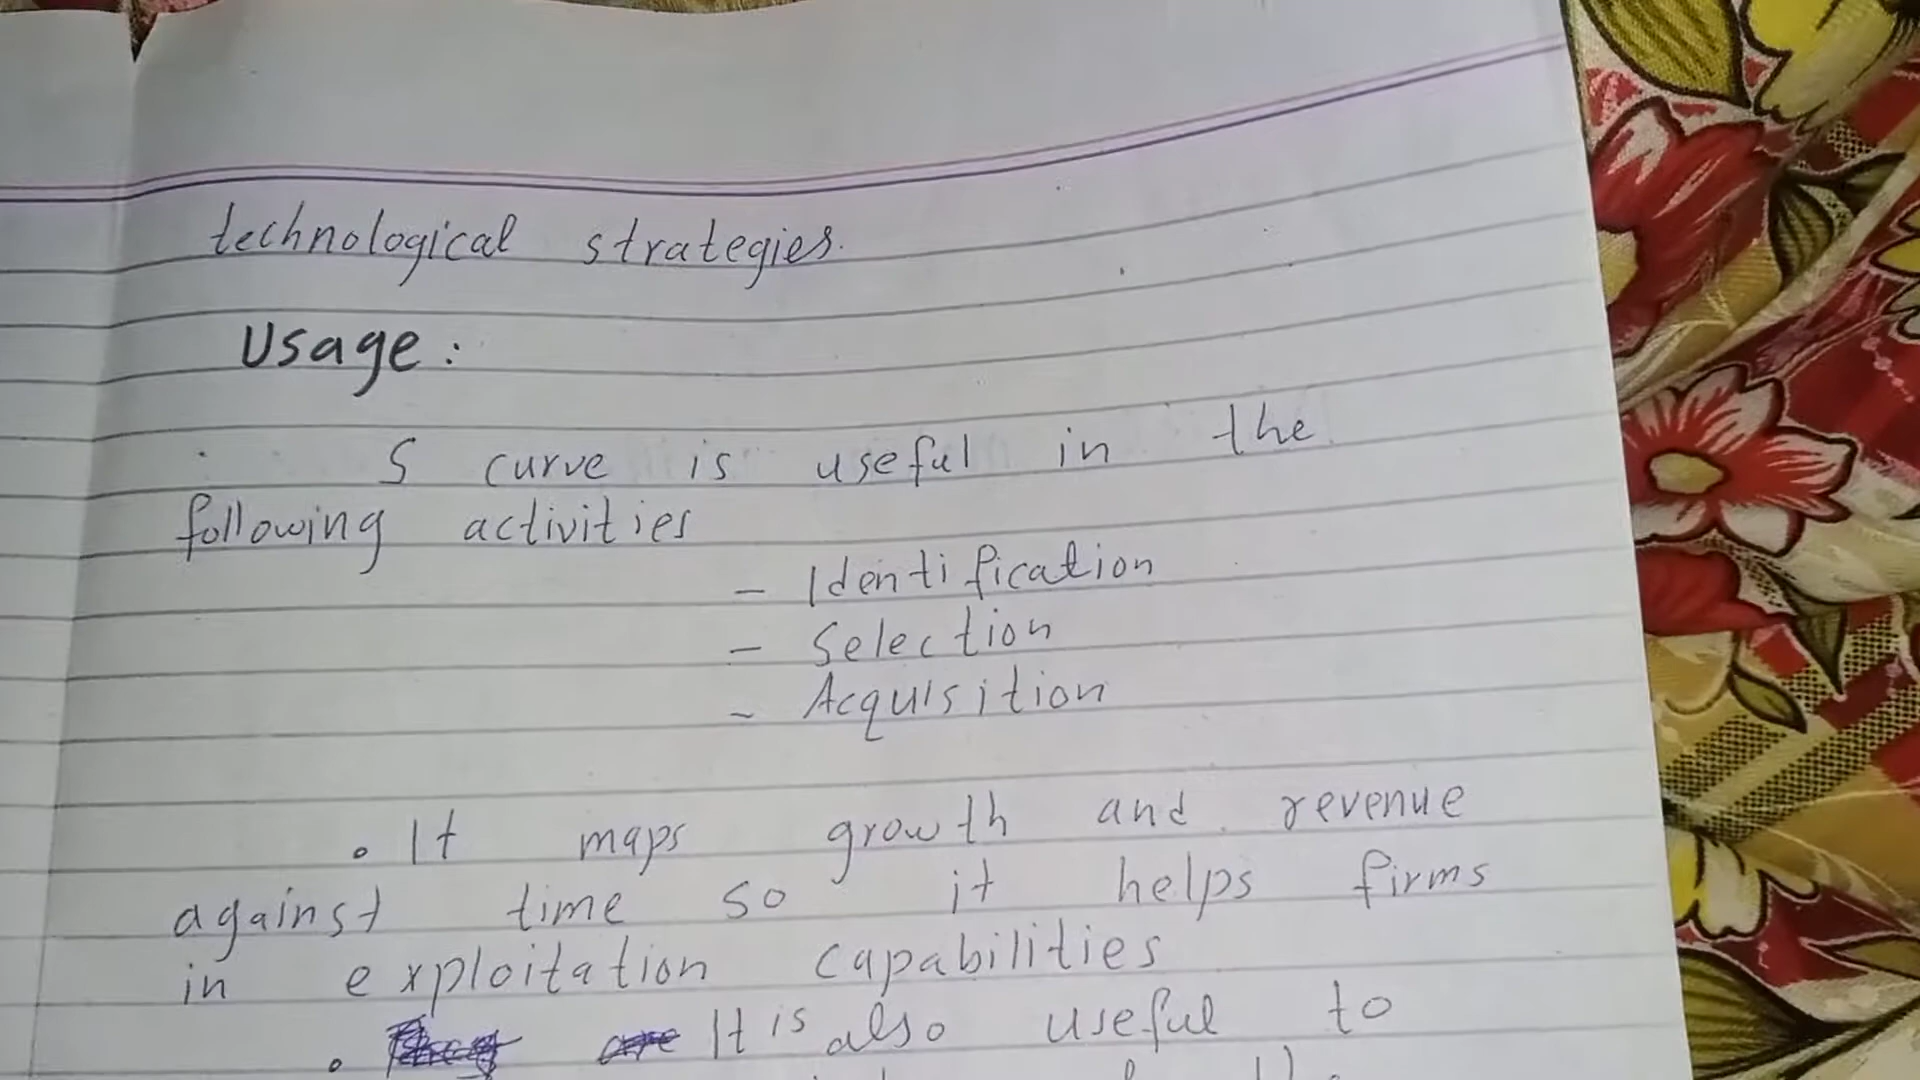 technological strategies.
Usage:
S curve is useful in the
following activities
- Identification
- Selection
- Acquisition
• It maps growth and revenue
against time so it helps firms
in exploitation capabilities
• It is also useful to